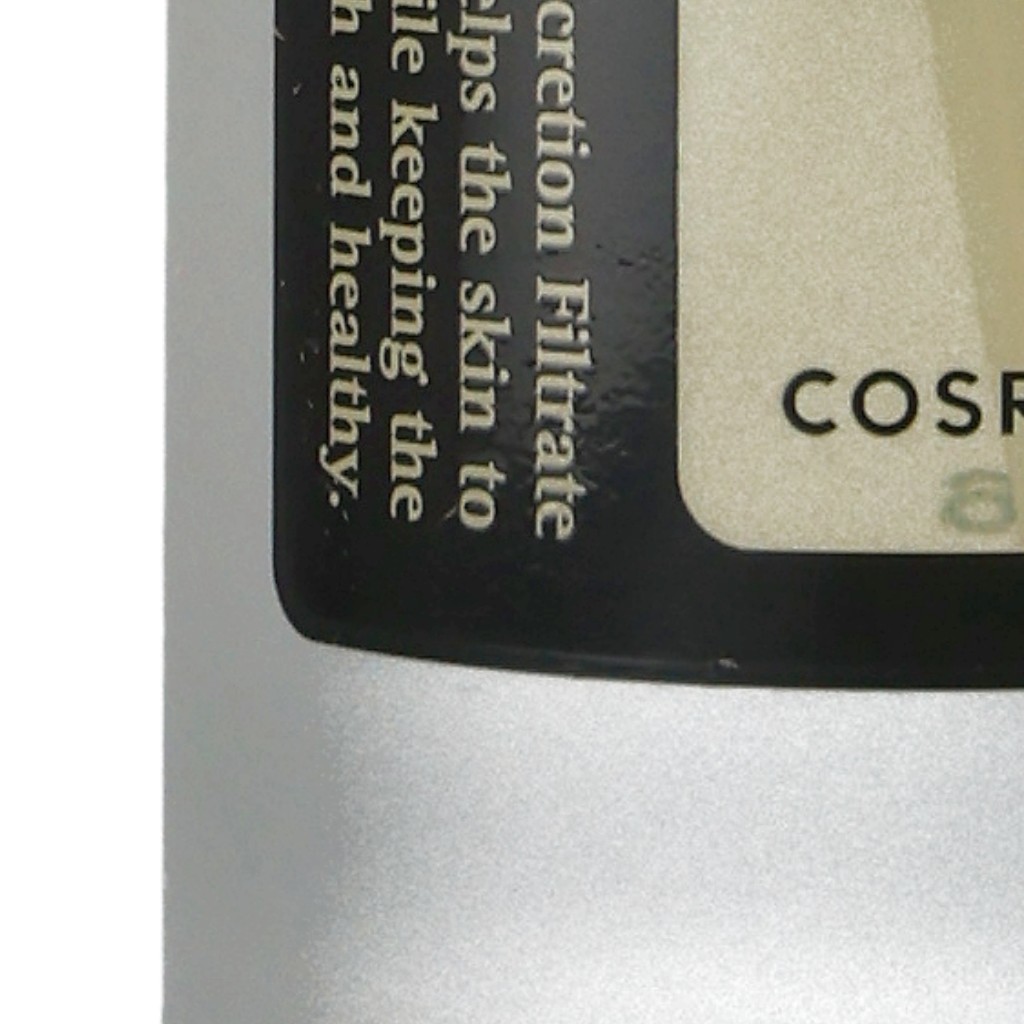 cretion Filtrate
elps the skin to
ile keeping the
h and healthy.
COSR